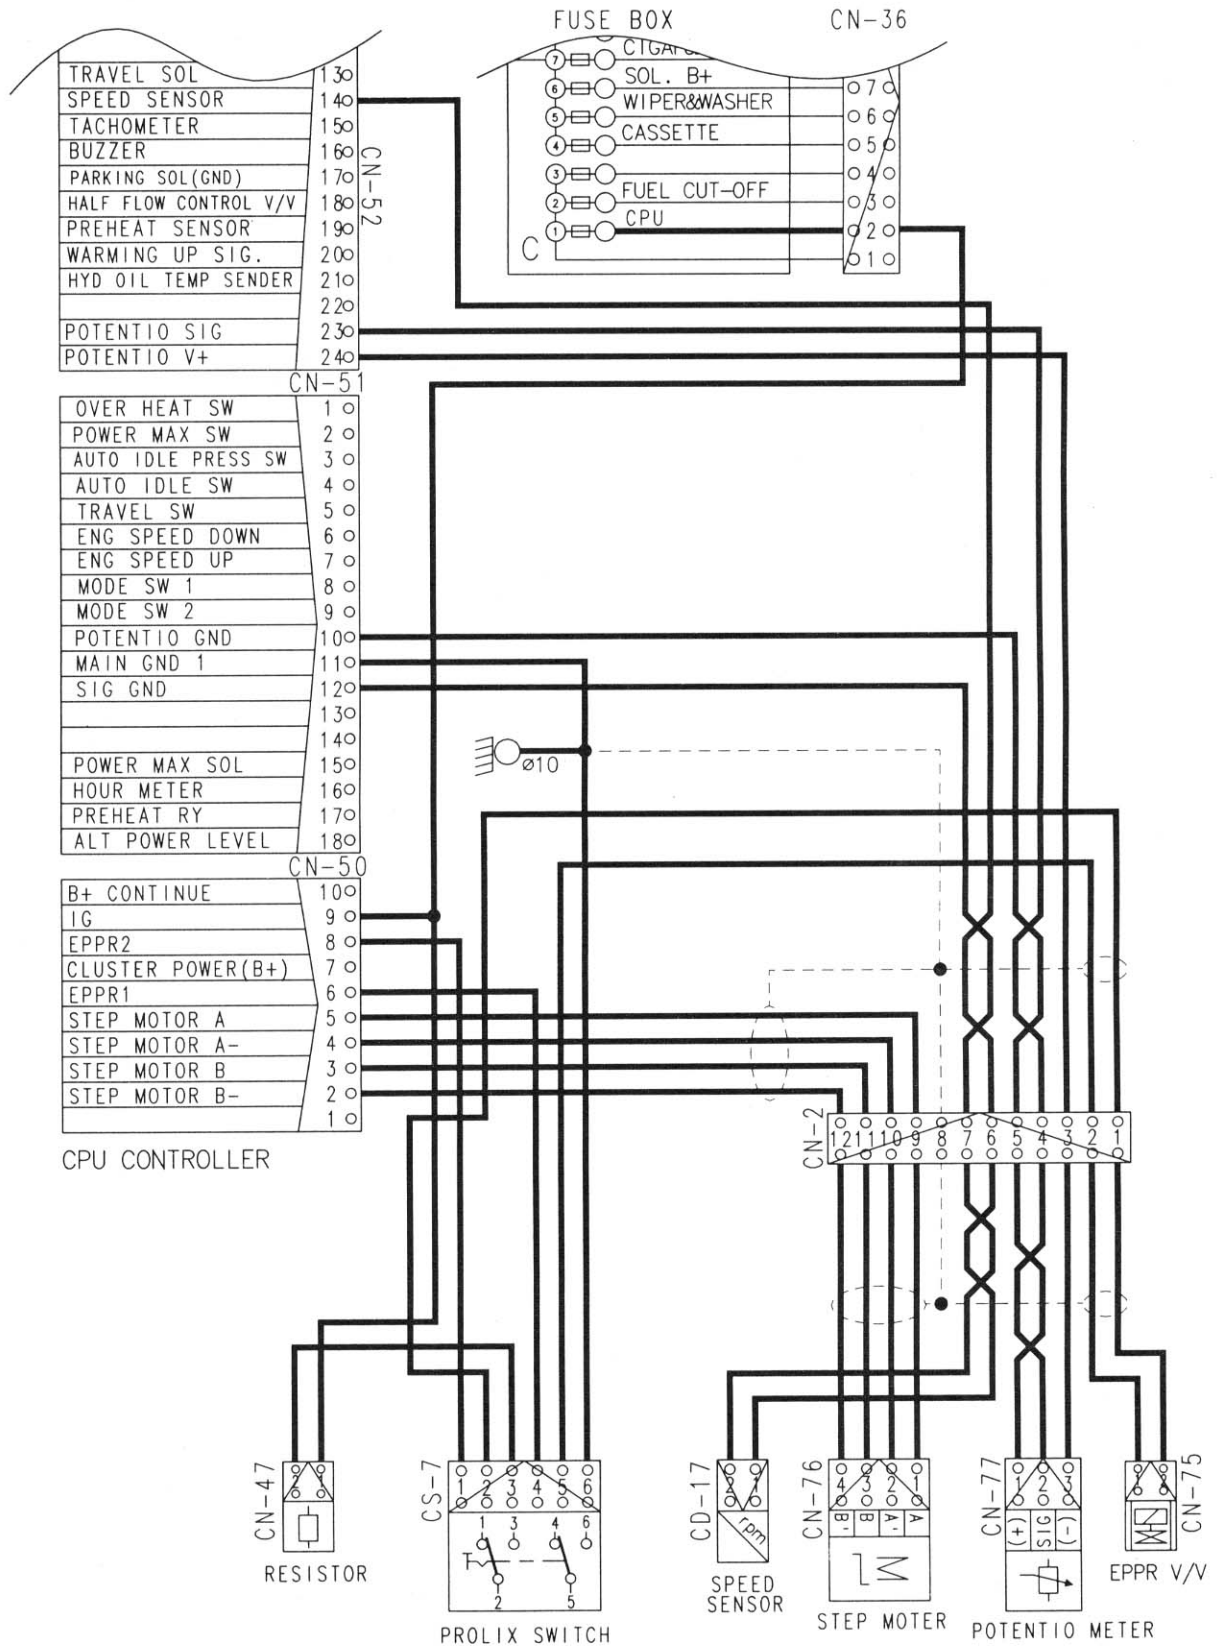 FUSE BOX
CN-36
7
6 SOL. B+
5 WIPER&WASHER
4 CASSETTE
3
2 FUEL CUT-OFF
1 CPU
C
7
6
5
4
3
2
1
TRAVEL SOL 13
SPEED SENSOR 14
TACHOMETER 15
BUZZER 16
PARKING SOL(GND) 17
HALF FLOW CONTROL V/V 18
PREHEAT SENSOR 19
WARMING UP SIG. 20
HYD OIL TEMP SENDER 21
22
POTENTIO SIG 23
POTENTIO V+ 24
CN-52
CN-51
OVER HEAT SW 1
POWER MAX SW 2
AUTO IDLE PRESS SW 3
AUTO IDLE SW 4
TRAVEL SW 5
ENG SPEED DOWN 6
ENG SPEED UP 7
MODE SW 1 8
MODE SW 2 9
POTENTIO GND 10
MAIN GND 1 11
SIG GND 12
13
14
POWER MAX SOL 15
HOUR METER 16
PREHEAT RY 17
ALT POWER LEVEL 18
ø10
CN-50
B+ CONTINUE 10
IG 9
EPPR2 8
CLUSTER POWER(B+) 7
EPPR1 6
STEP MOTOR A 5
STEP MOTOR A- 4
STEP MOTOR B 3
STEP MOTOR B- 2
1
CPU CONTROLLER
CN-2
12 11 10 9 8 7 6 5 4 3 2 1
CN-47
2 1
RESISTOR
CS-7
1 2 3 4 5 6
1 3 4 6
2 5
PROLIX SWITCH
CD-17
2 1
rpm
SPEED
SENSOR
CN-76
4 3 2 1
B' B A' A
M
STEP MOTER
CN-77
1 2 3
(+) SIG (-)
POTENTIO METER
CN-75
1 2
EPPR V/V